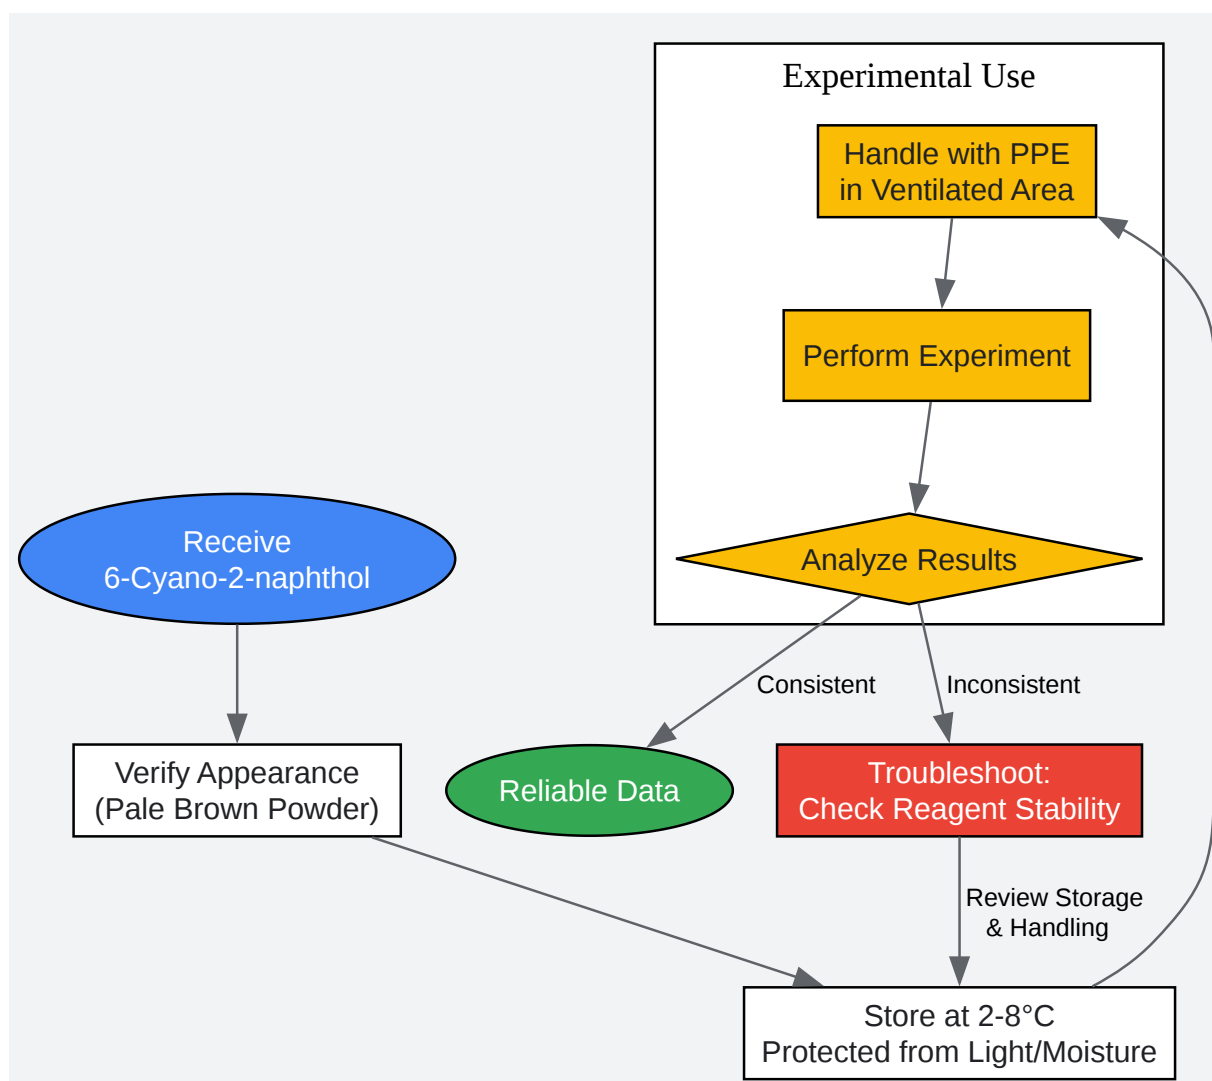 Experimental Use
Handle with PPE
in Ventilated Area
Perform Experiment
Analyze Results
Receive
6-Cyano-2-naphthol
Consistent
Inconsistent
Verify Appearance
(Pale Brown Powder)
Reliable Data
Troubleshoot:
Check Reagent Stability
Review Storage
& Handling
Store at 2-8°C
Protected from Light/Moisture